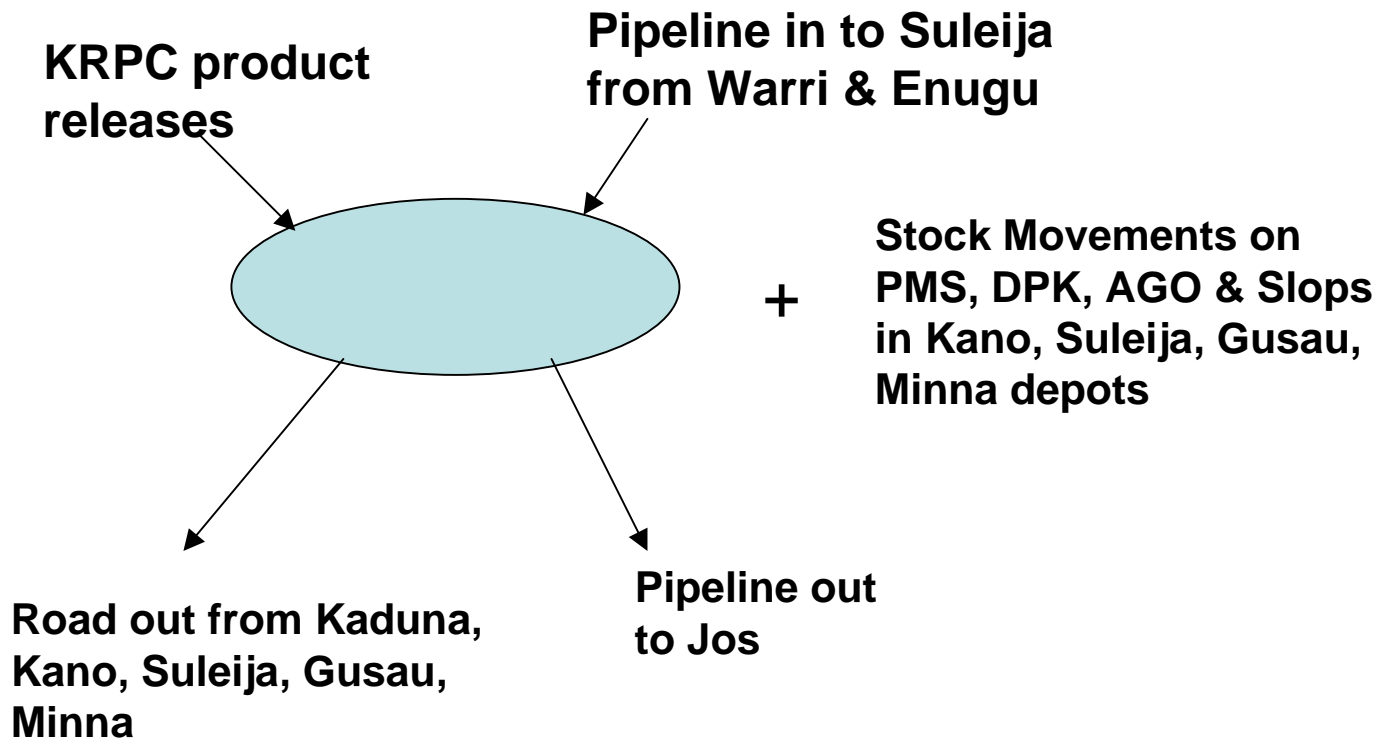 KRPC product
releases
Pipeline in to Suleija
from Warri & Enugu
+
Stock Movements on
PMS, DPK, AGO & Slops
in Kano, Suleija, Gusau,
Minna depots
Road out from Kaduna,
Kano, Suleija, Gusau,
Minna
Pipeline out
to Jos